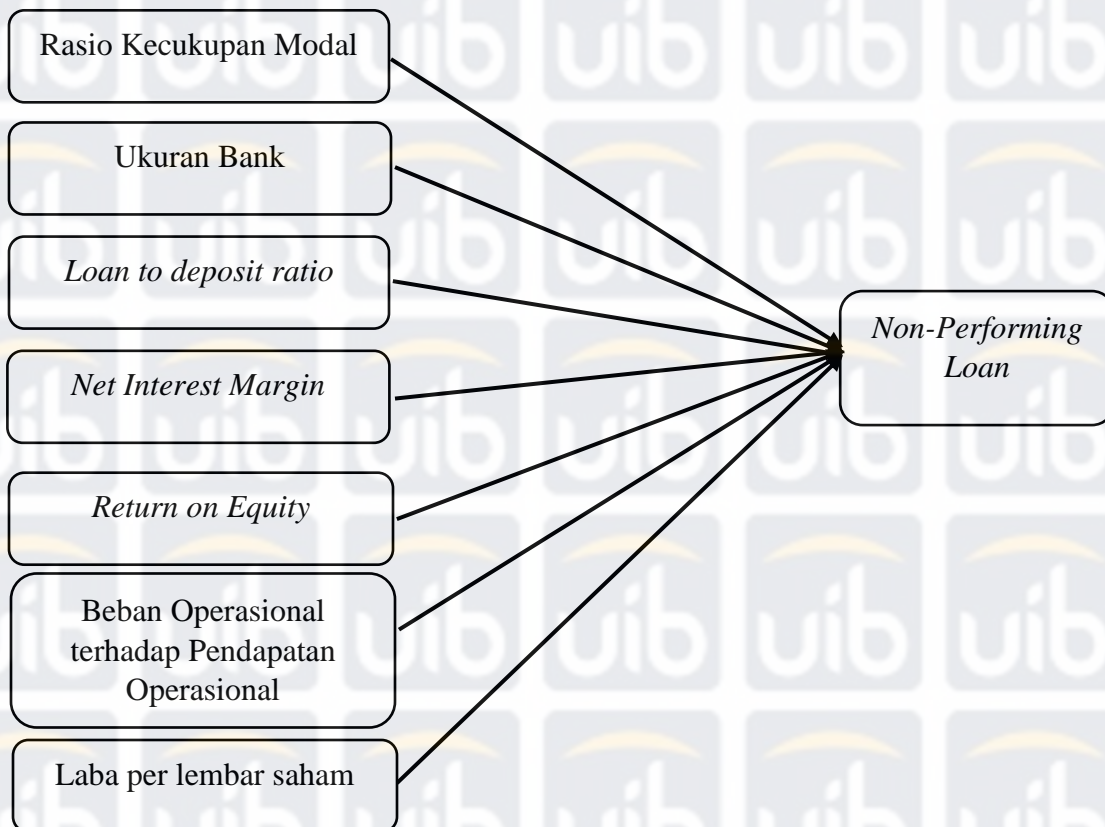 Rasio Kecukupan Modal
Ukuran Bank
Loan to deposit ratio
Net Interest Margin
Return on Equity
Beban Operasional
terhadap Pendapatan
Operasional
Laba per lembar saham
Non-Performing
Loan
uib